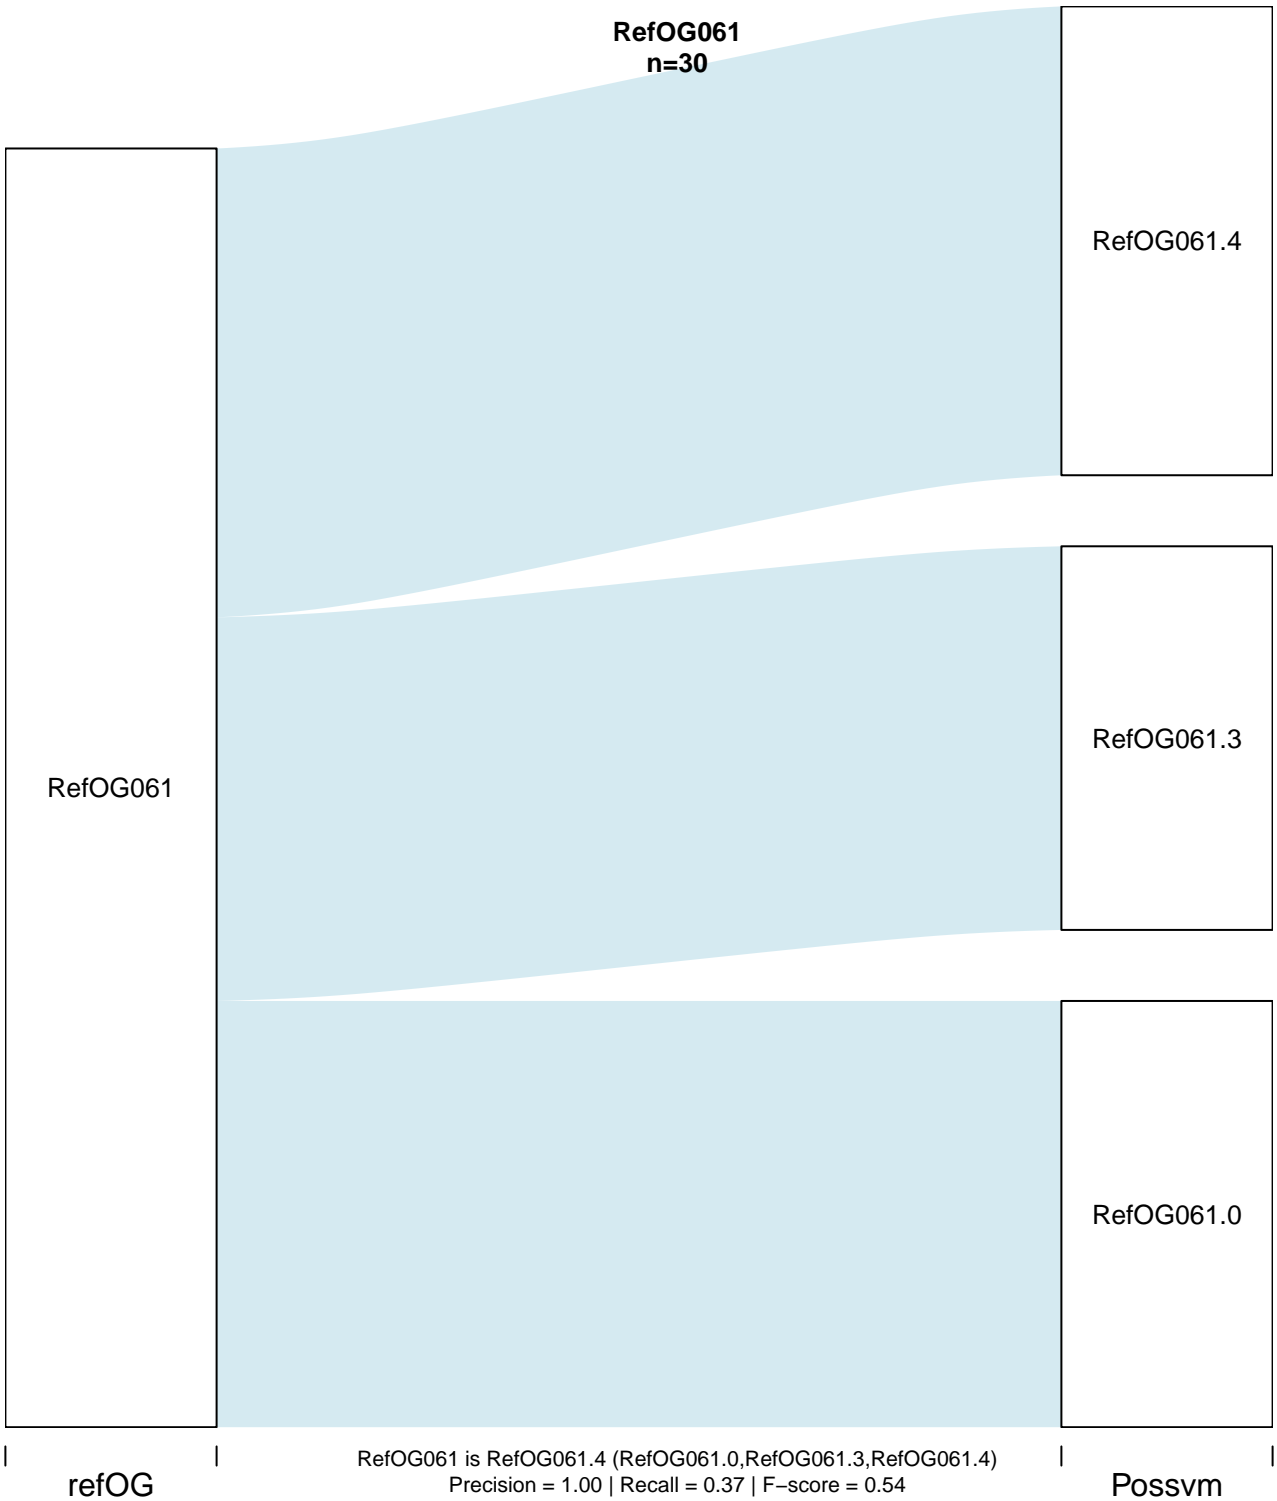 RefOG061
n=30
RefOG061.4
RefOG061.3
RefOG061
RefOG061.0
RefOG061 is RefOG061.4 (RefOG061.0,RefOG061.3,RefOG061.4)
Precision = 1.00 | Recall = 0.37 | F−score = 0.54
refOG
Possvm